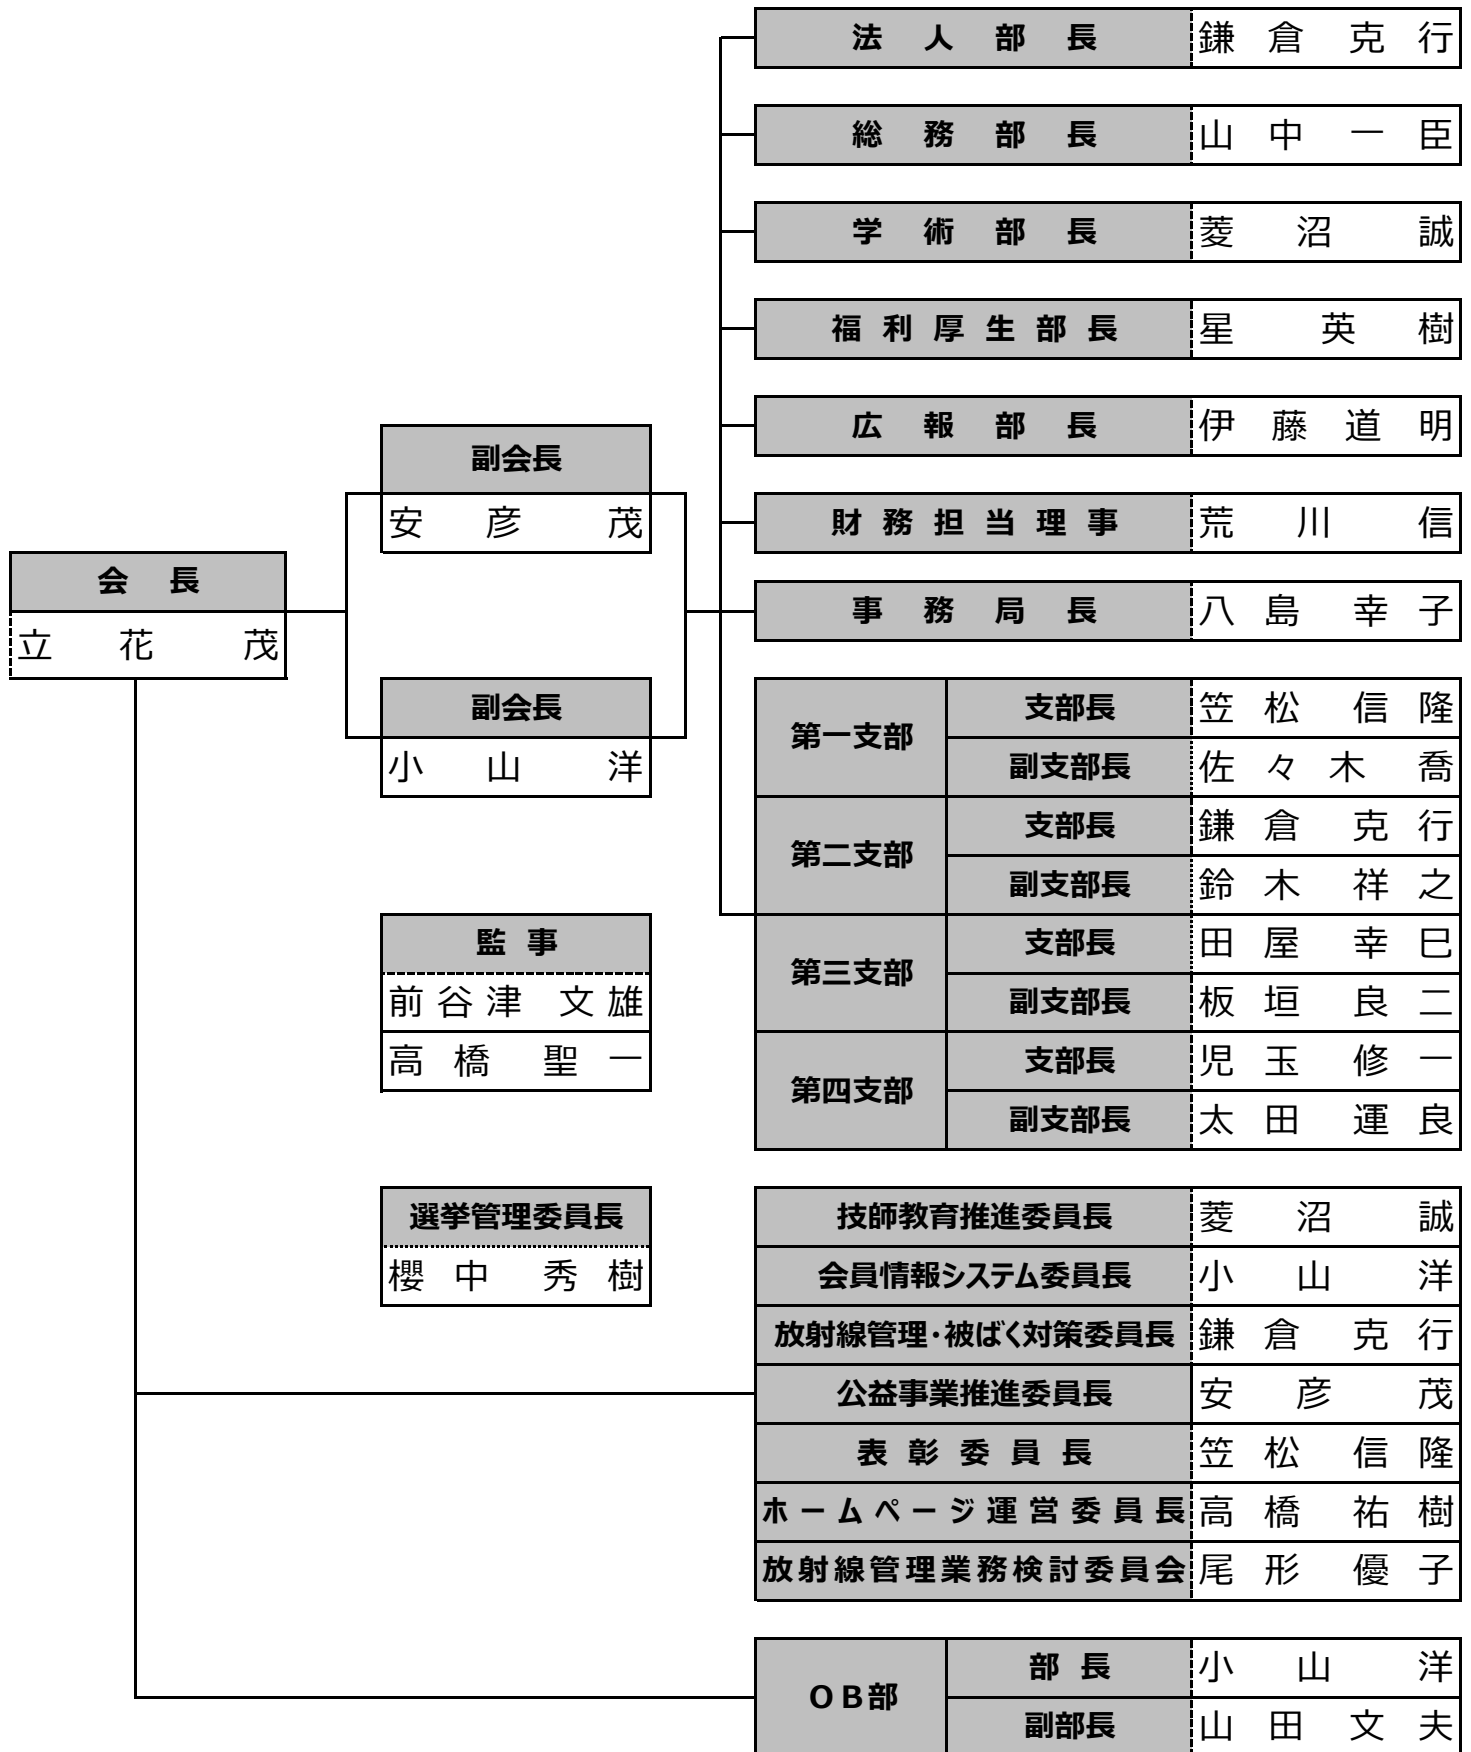 法人部長 鎌倉 克行
総務部長 山中 一臣
学術部長 菱沼 誠
福利厚生部長 星 英樹
広報部長 伊藤 道明
財務担当理事 荒川 信
事務局長 八島 幸子
副会長
安彦 茂
会長
立花 茂
副会長
小山 洋
第一支部 支部長 笠松 信隆
副支部長 佐々木 喬
第二支部 支部長 鎌倉 克行
副支部長 鈴木 祥之
第三支部 支部長 田屋 幸巳
副支部長 板垣 良二
第四支部 支部長 児玉 修一
副支部長 太田 運良
監事
前谷津 文雄
高橋 聖一
選挙管理委員長
櫻中 秀樹
技師教育推進委員長 菱沼 誠
会員情報システム委員長 小山 洋
放射線管理・被ばく対策委員長 鎌倉 克行
公益事業推進委員長 安彦 茂
表彰委員長 笠松 信隆
ホームページ運営委員長 高橋 祐樹
放射線管理業務検討委員会 尾形 優子
OB部 部長 小山 洋
副部長 山田 文夫